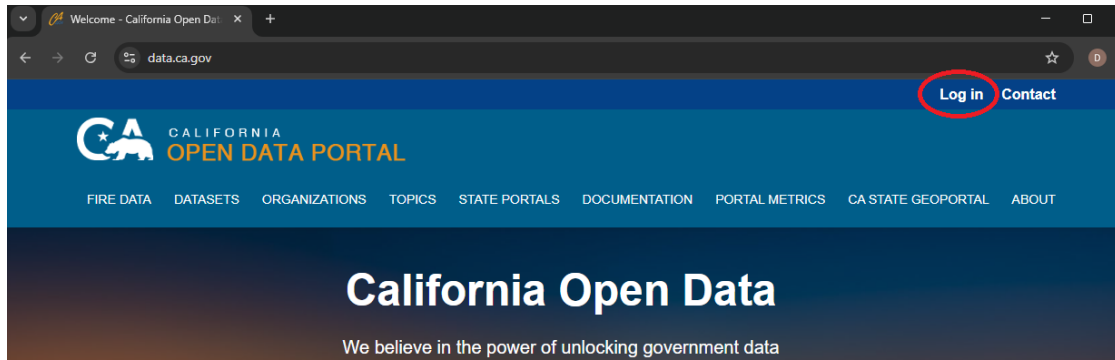 Welcome - California Open Dat
data.ca.gov
D
Log in Contact
CA CALIFORNIA
OPEN DATA PORTAL
FIRE DATA DATASETS ORGANIZATIONS TOPICS STATE PORTALS DOCUMENTATION PORTAL METRICS CA STATE GEOPORTAL ABOUT
California Open Data
We believe in the power of unlocking government data